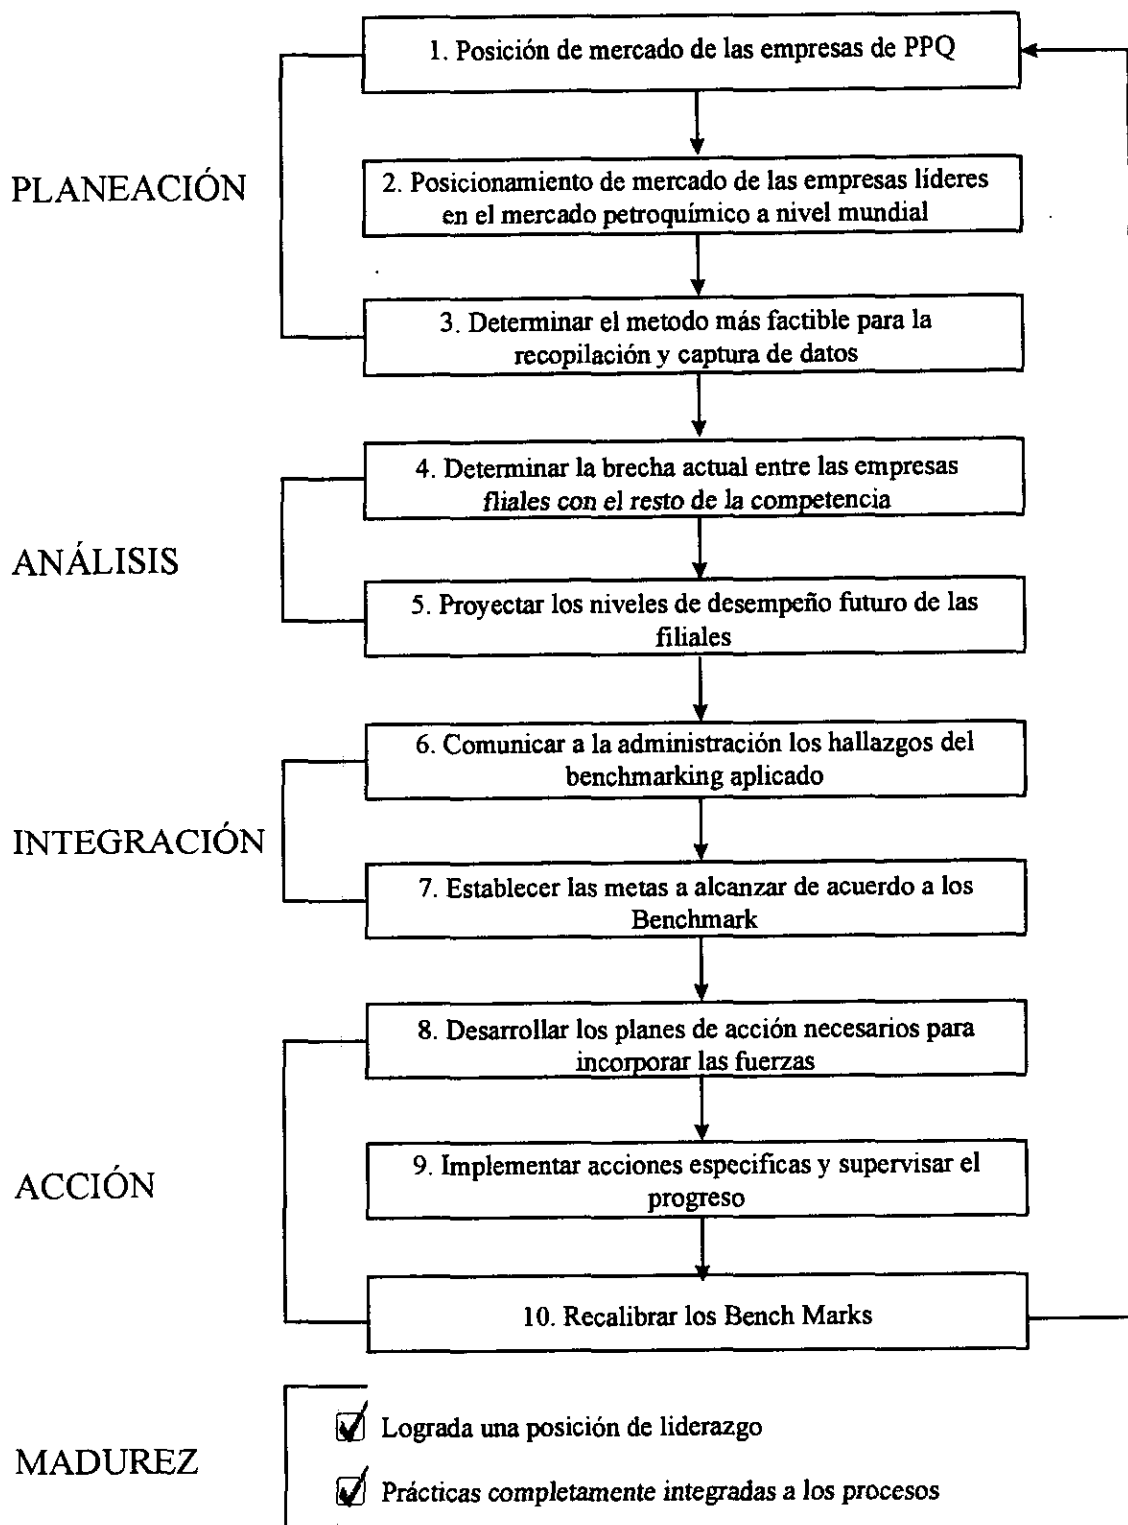 1. Posición de mercado de las empresas de PPQ
PLANEACIÓN
2. Posicionamiento de mercado de las empresas líderes
en el mercado petroquímico a nivel mundial
3. Determinar el metodo más factible para la
recopilación y captura de datos
4. Determinar la brecha actual entre las empresas
fliales con el resto de la competencia
ANÁLISIS
5. Proyectar los niveles de desempeño futuro de las
filiales
6. Comunicar a la administración los hallazgos del
benchmarking aplicado
INTEGRACIÓN
7. Establecer las metas a alcanzar de acuerdo a los
Benchmark
8. Desarrollar los planes de acción necesarios para
incorporar las fuerzas
ACCIÓN
9. Implementar acciones especificas y supervisar el
progreso
10. Recalibrar los Bench Marks
MADUREZ
Lograda una posición de liderazgo
Prácticas completamente integradas a los procesos